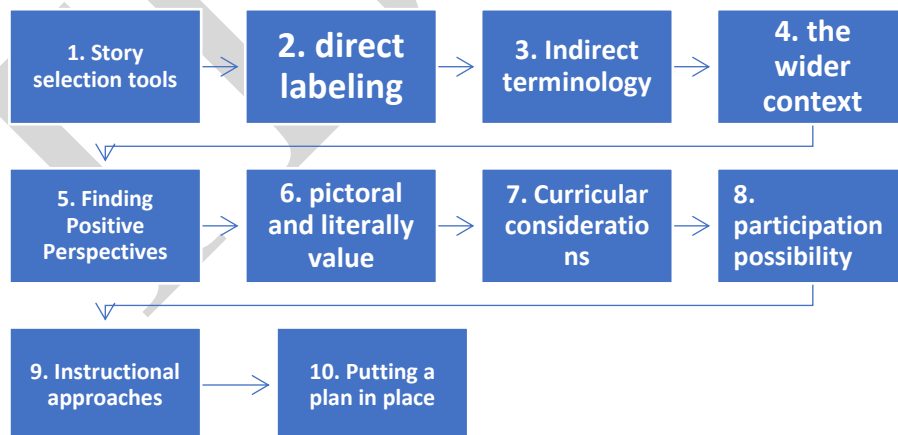 1. Story
selection tools
2. direct
labeling
3. Indirect
terminology
4. the
wider
context
5. Finding
Positive
Perspectives
6. pictoral
and literally
value
7. Curricular
consideratio
ns
8.
participation
possibility
9. Instructional
approaches
10. Putting a
plan in place